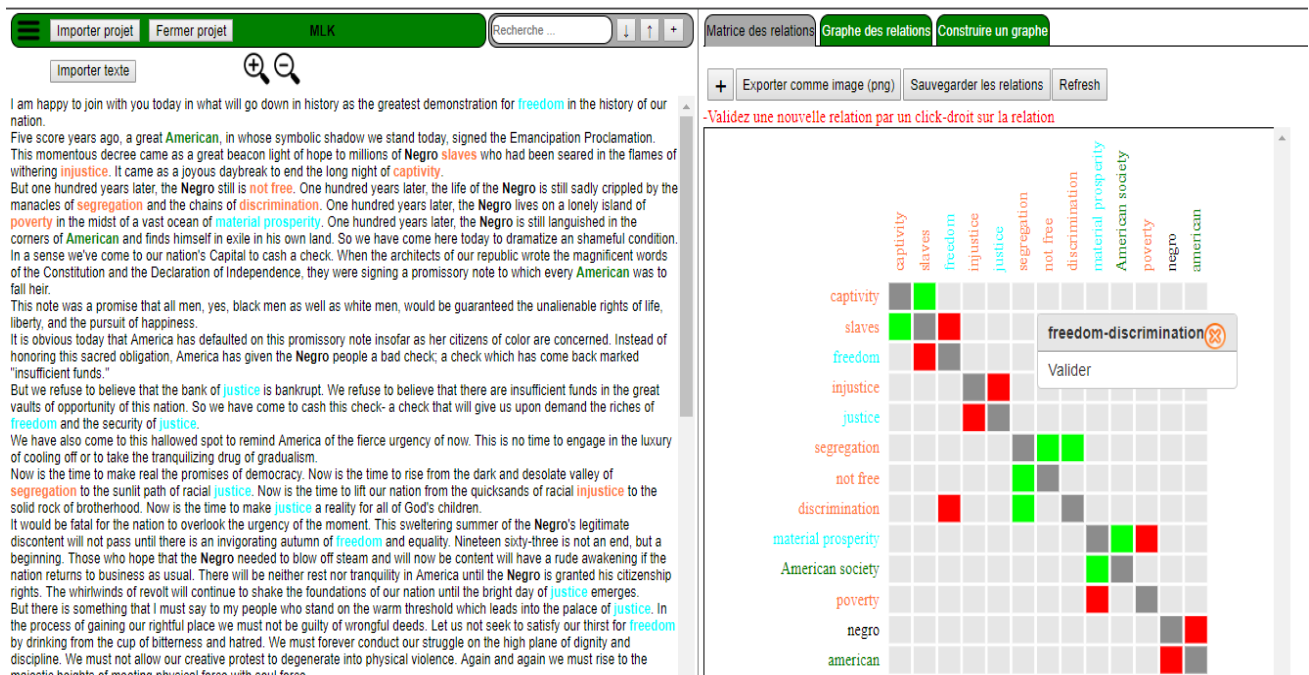 Importer projet
Fermer projet
MLK
Recherche ...
↓
↑
+
Importer texte
I am happy to join with you today in what will go down in history as the greatest demonstration for freedom in the history of our
nation.
Five score years ago, a great American, in whose symbolic shadow we stand today, signed the Emancipation Proclamation.
This momentous decree came as a great beacon light of hope to millions of Negro slaves who had been seared in the flames of
withering injustice. It came as a joyous daybreak to end the long night of captivity.
But one hundred years later, the Negro still is not free. One hundred years later, the life of the Negro is still sadly crippled by the
manacles of segregation and the chains of discrimination. One hundred years later, the Negro lives on a lonely island of
poverty in the midst of a vast ocean of material prosperity. One hundred years later, the Negro is still languished in the
corners of American and finds himself in exile in his own land. So we have come here today to dramatize an shameful condition.
In a sense we've come to our nation's Capital to cash a check. When the architects of our republic wrote the magnificent words
of the Constitution and the Declaration of Independence, they were signing a promissory note to which every American was to
fall heir.
This note was a promise that all men, yes, black men as well as white men, would be guaranteed the unalienable rights of life,
liberty, and the pursuit of happiness.
It is obvious today that America has defaulted on this promissory note insofar as her citizens of color are concerned. Instead of
honoring this sacred obligation, America has given the Negro people a bad check; a check which has come back marked
"insufficient funds."
But we refuse to believe that the bank of justice is bankrupt. We refuse to believe that there are insufficient funds in the great
vaults of opportunity of this nation. So we have come to cash this check- a check that will give us upon demand the riches of
freedom and the security of justice.
We have also come to this hallowed spot to remind America of the fierce urgency of now. This is no time to engage in the luxury
of cooling off or to take the tranquilizing drug of gradualism.
Now is the time to make real the promises of democracy. Now is the time to rise from the dark and desolate valley of
segregation to the sunlit path of racial justice. Now is the time to lift our nation from the quicksands of racial injustice to the
solid rock of brotherhood. Now is the time to make justice a reality for all of God's children.
It would be fatal for the nation to overlook the urgency of the moment. This sweltering summer of the Negro's legitimate
discontent will not pass until there is an invigorating autumn of freedom and equality. Nineteen sixty-three is not an end, but a
beginning. Those who hope that the Negro needed to blow off steam and will now be content will have a rude awakening if the
nation returns to business as usual. There will be neither rest nor tranquility in America until the Negro is granted his citizenship
rights. The whirlwinds of revolt will continue to shake the foundations of our nation until the bright day of justice emerges.
But there is something that I must say to my people who stand on the warm threshold which leads into the palace of justice. In
the process of gaining our rightful place we must not be guilty of wrongful deeds. Let us not seek to satisfy our thirst for freedom
by drinking from the cup of bitterness and hatred. We must forever conduct our struggle on the high plane of dignity and
discipline. We must not allow our creative protest to degenerate into physical violence. Again and again we must rise to the
majestic heights of meeting physical force with soul force.
Matrice des relations
Graphe des relations
Construire un graphe
+
Exporter comme image (png)
Sauvegarder les relations
Refresh
-Validez une nouvelle relation par un click-droit sur la relation
captivity
slaves
freedom
injustice
justice
segregation
not free
discrimination
material prosperity
American society
poverty
negro
american
captivity
slaves
freedom
injustice
justice
segregation
not free
discrimination
material prosperity
American society
poverty
negro
american
freedom-discrimination
Valider